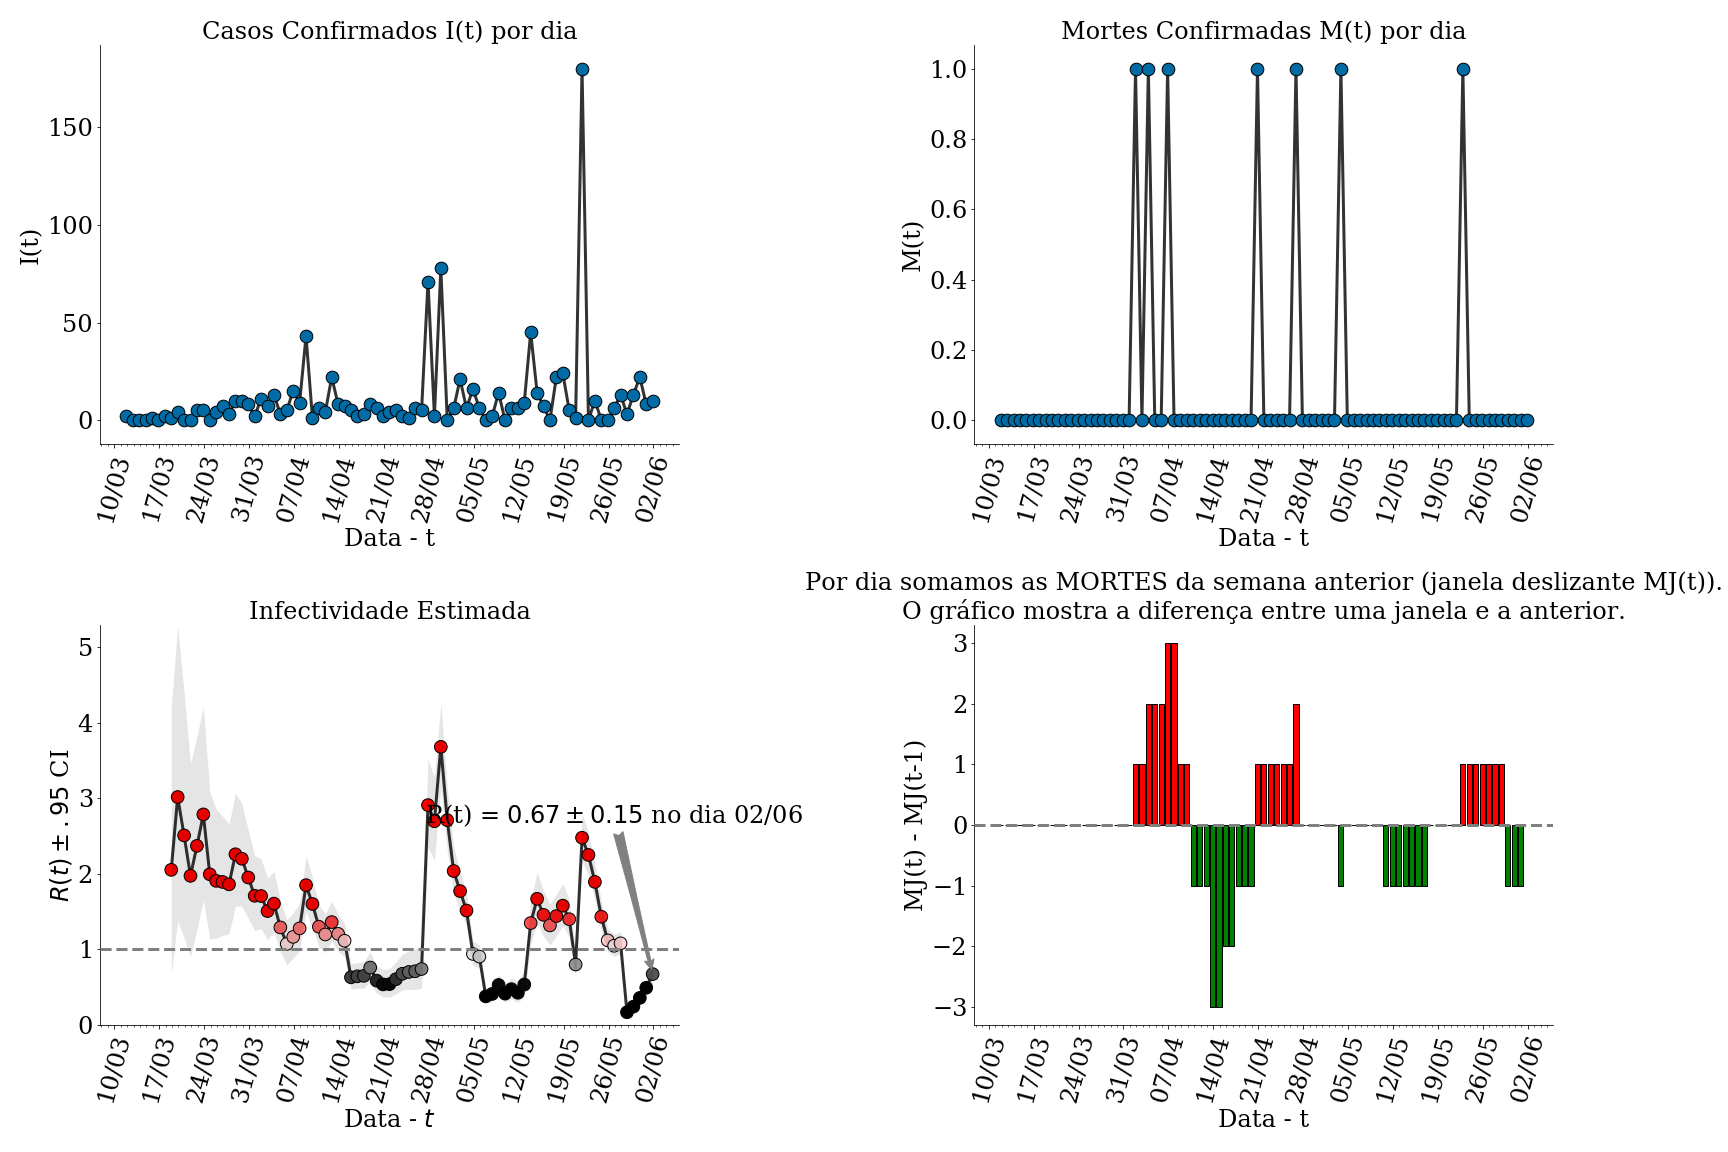 Casos Confirmados I(t) por dia
I(t)
150
100
50
0
10/03 17/03 24/03 31/03 07/04 14/04 21/04 28/04 05/05 12/05 19/05 26/05 02/06
Data - t
Mortes Confirmadas M(t) por dia
M(t)
1.0
0.8
0.6
0.4
0.2
0.0
10/03 17/03 24/03 31/03 07/04 14/04 21/04 28/04 05/05 12/05 19/05 26/05 02/06
Data - t
Infectividade Estimada
R(t) ± .95 CI
5
4
3
2
1
0
R(t) = 0.67 ± 0.15 no dia 02/06
10/03 17/03 24/03 31/03 07/04 14/04 21/04 28/04 05/05 12/05 19/05 26/05 02/06
Data - t
Por dia somamos as MORTES da semana anterior (janela deslizante MJ(t)).
O gráfico mostra a diferença entre uma janela e a anterior.
MJ(t) - MJ(t-1)
3
2
1
0
−1
−2
−3
10/03 17/03 24/03 31/03 07/04 14/04 21/04 28/04 05/05 12/05 19/05 26/05 02/06
Data - t